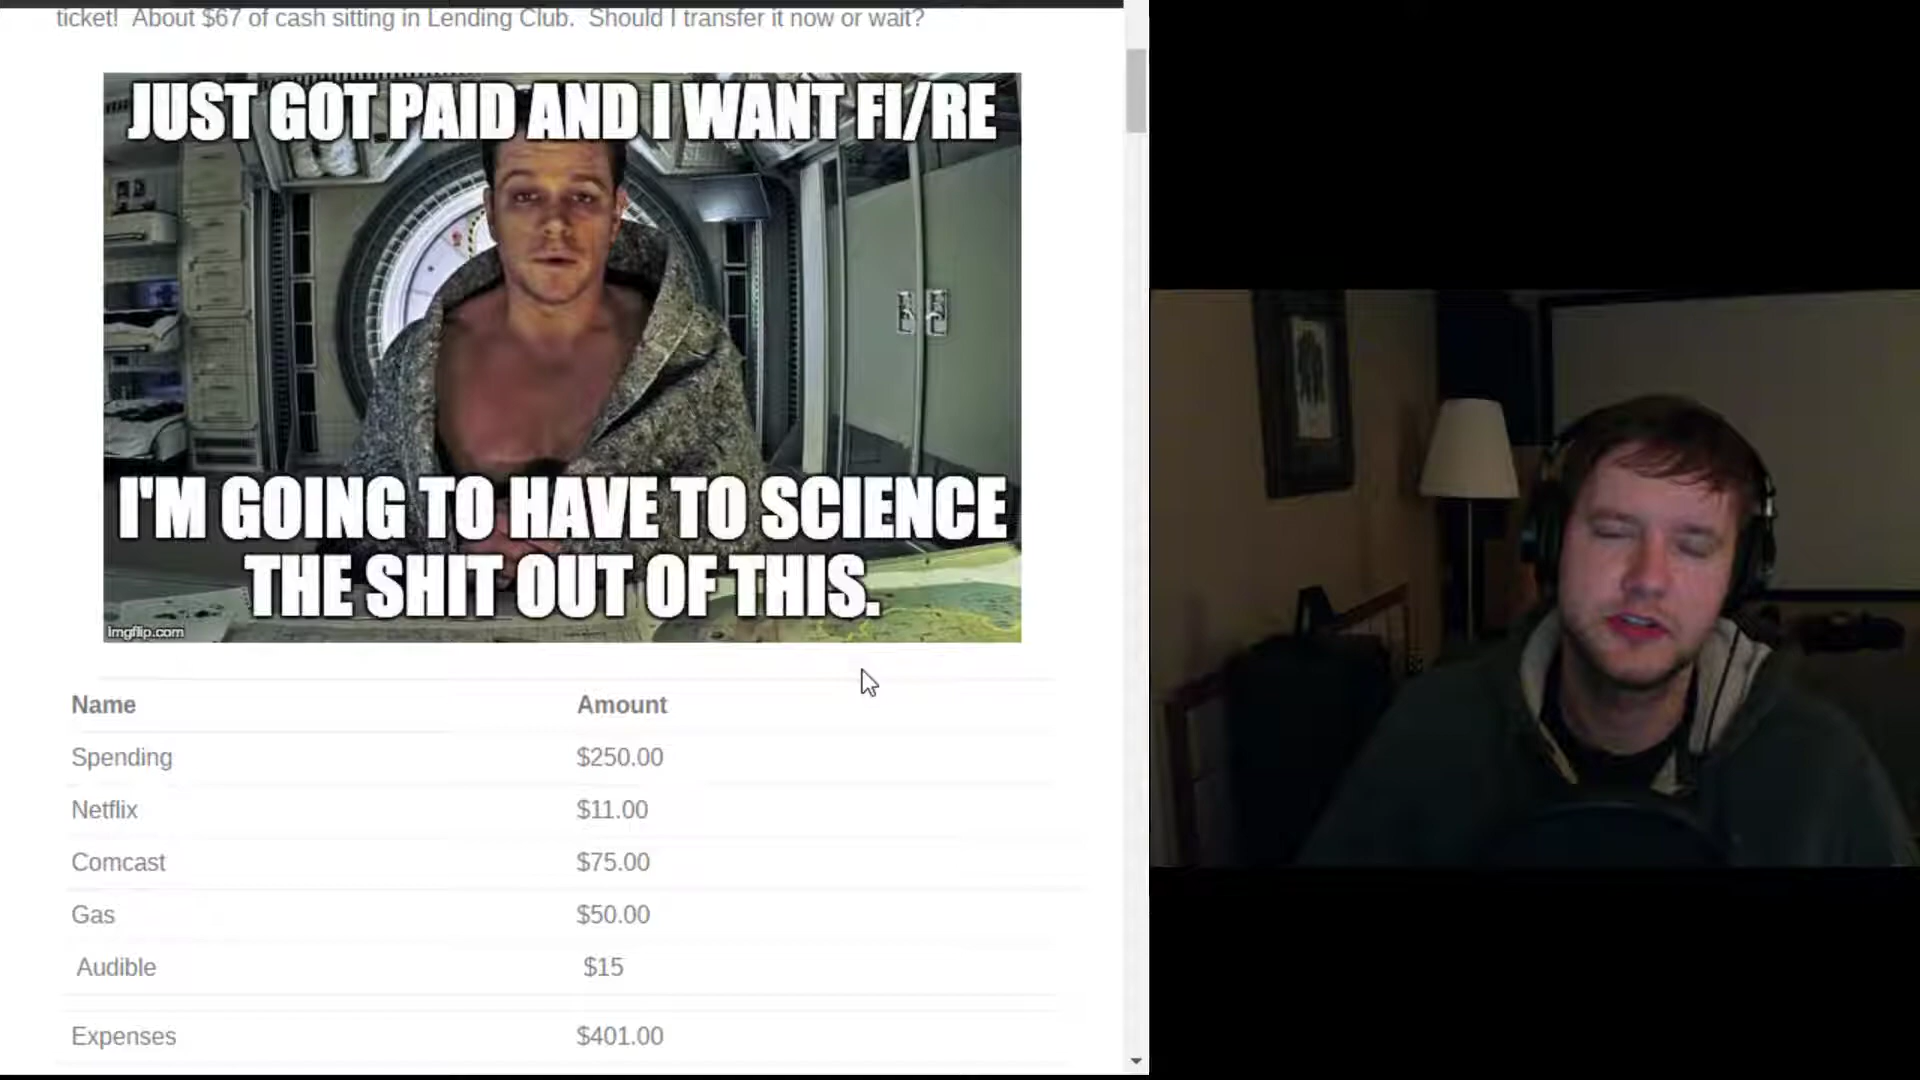 ticket! About $67 of cash sitting in Lending Club. Should I transfer it now or wait?
JUST GOT PAID AND I WANT FI/RE
I'M GOING TO HAVE TO SCIENCE
THE SHIT OUT OF THIS.
imgflip.com
Name Amount
Spending $250.00
Netflix $11.00
Comcast $75.00
Gas $50.00
Audible $15
Expenses $401.00